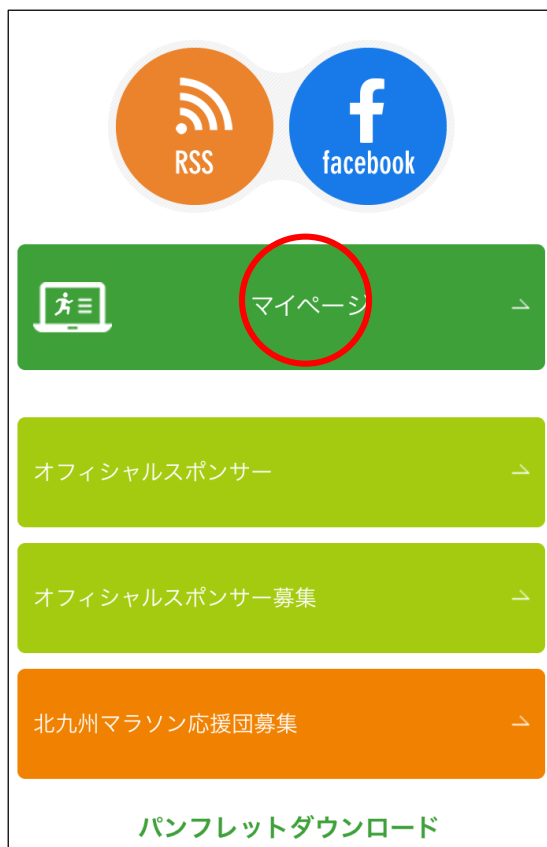 RSS
facebook
マイページ
オフィシャルスポンサー
オフィシャルスポンサー募集
北九州マラソン応援団募集
パンフレットダウンロード